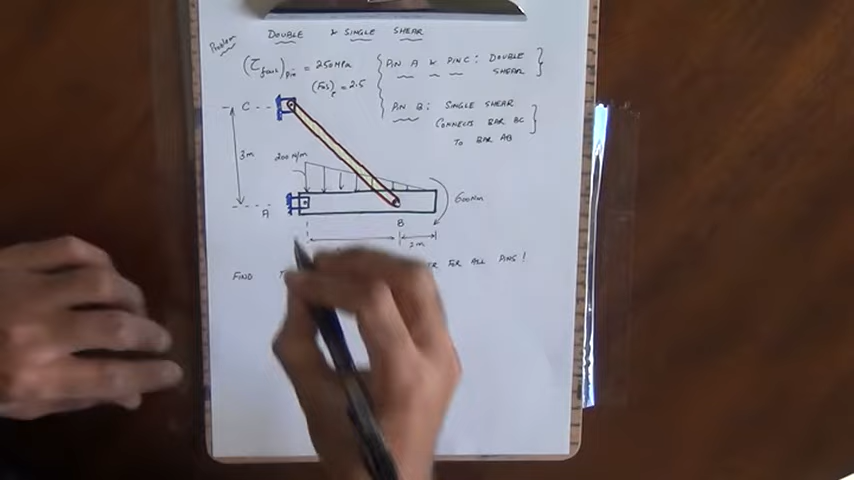 Problem
DOUBLE & SINGLE SHEAR
(τfail)Pin = 250MPa
(FOS)τ = 2.5
PIN A & PIN C : DOUBLE
SHEAR
PIN B : SINGLE SHEAR
CONNECTS BAR BC
TO BAR AB
C
3m
200 N/m
600Nm
A
B
2m
FIND
FOR ALL PINS!